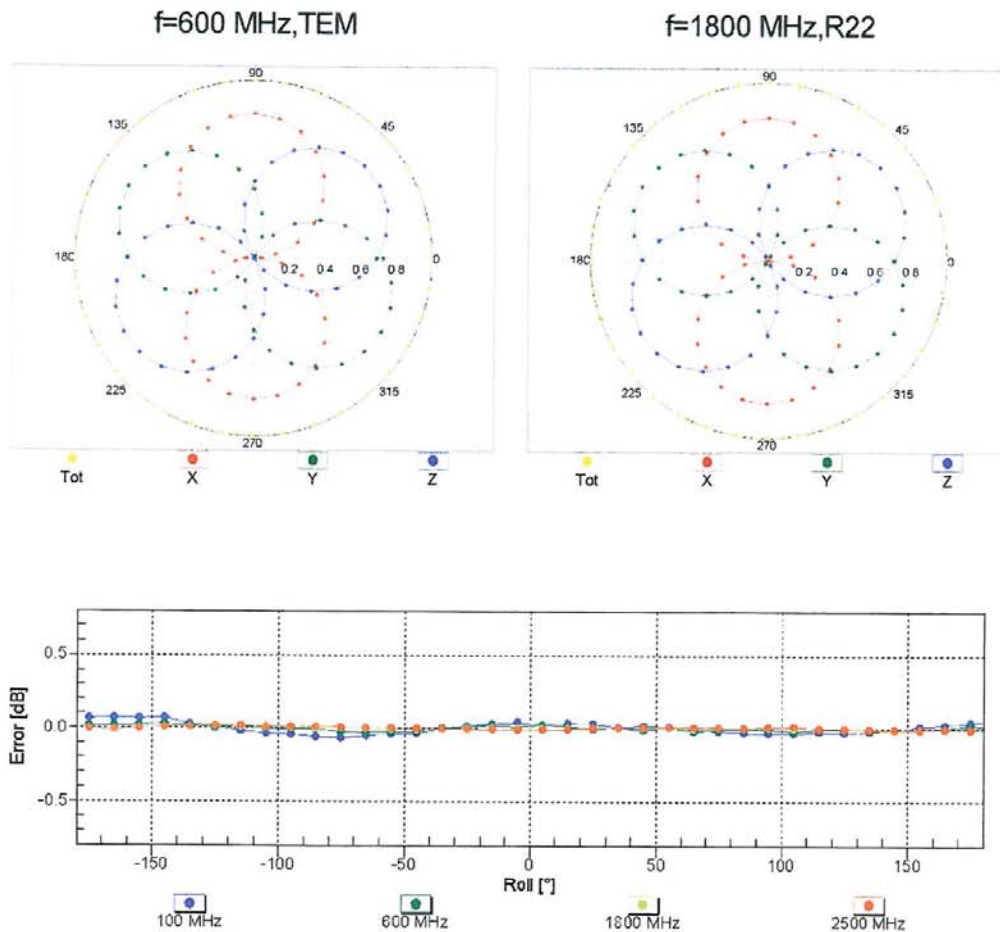 f=600 MHz,TEM
f=1800 MHz,R22
90
135
45
180
0.2 0.4 0.6 0.8
0
225
315
270
Tot X Y Z
90
135
45
180
0.2 0.4 0.6 0.8
0
225
315
270
Tot X Y Z
0.5
0.0
-0.5
Error [dB]
-150 -100 -50 0 50 100 150
Roll [°]
100 MHz 600 MHz 1800 MHz 2500 MHz